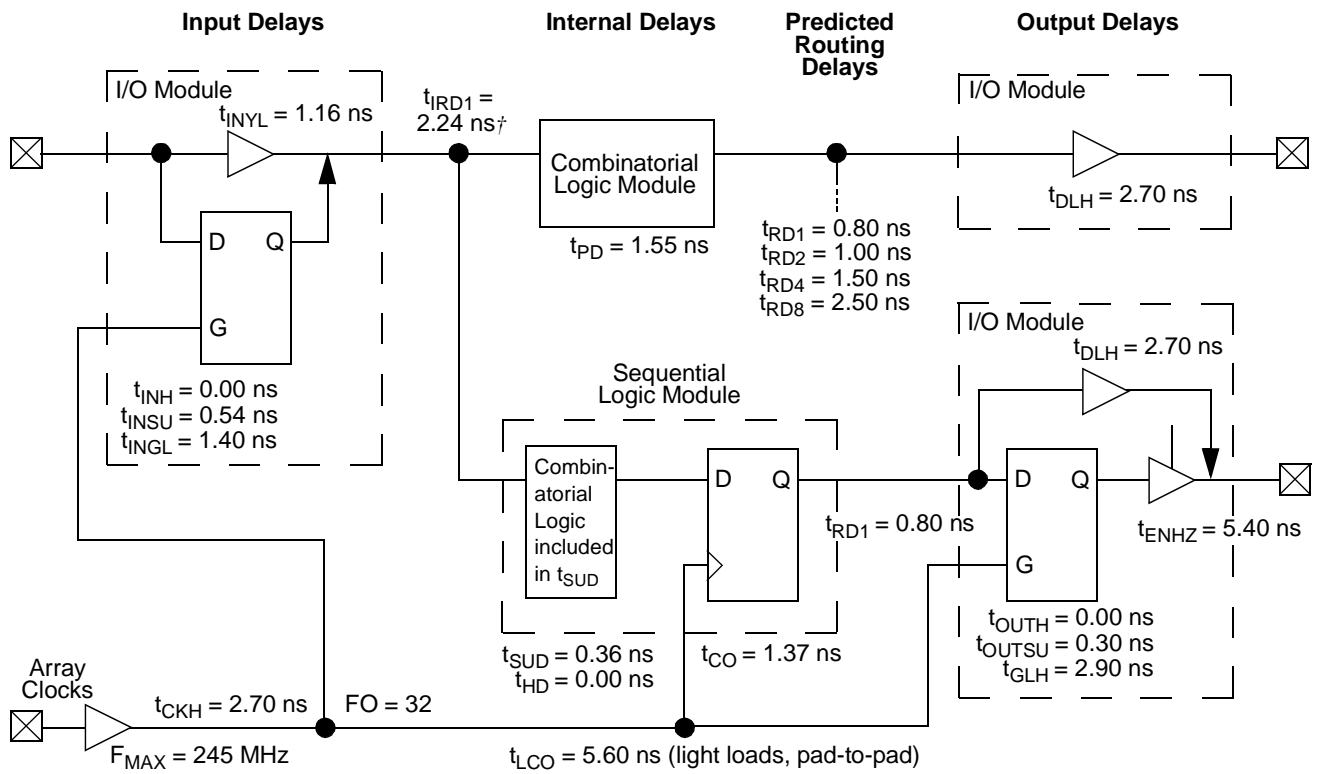 Input Delays
Internal Delays
Predicted
Routing
Delays
Output Delays
I/O Module
tINYL = 1.16 ns
tIRD1 =
2.24 ns†
Combinatorial
Logic Module
tPD = 1.55 ns
I/O Module
tDLH = 2.70 ns
tRD1 = 0.80 ns
tRD2 = 1.00 ns
tRD4 = 1.50 ns
tRD8 = 2.50 ns
D Q
G
tINH = 0.00 ns
tINSU = 0.54 ns
tINGL = 1.40 ns
Sequential
Logic Module
Combin-
atorial
Logic
included
in tSUD
D Q
tRD1 = 0.80 ns
I/O Module
tDLH = 2.70 ns
D Q
G
tENHZ = 5.40 ns
tOUTH = 0.00 ns
tOUTSU = 0.30 ns
tGLH = 2.90 ns
tSUD = 0.36 ns
tHD = 0.00 ns
tCO = 1.37 ns
Array
Clocks
tCKH = 2.70 ns
FO = 32
FMAX = 245 MHz
tLCO = 5.60 ns (light loads, pad-to-pad)